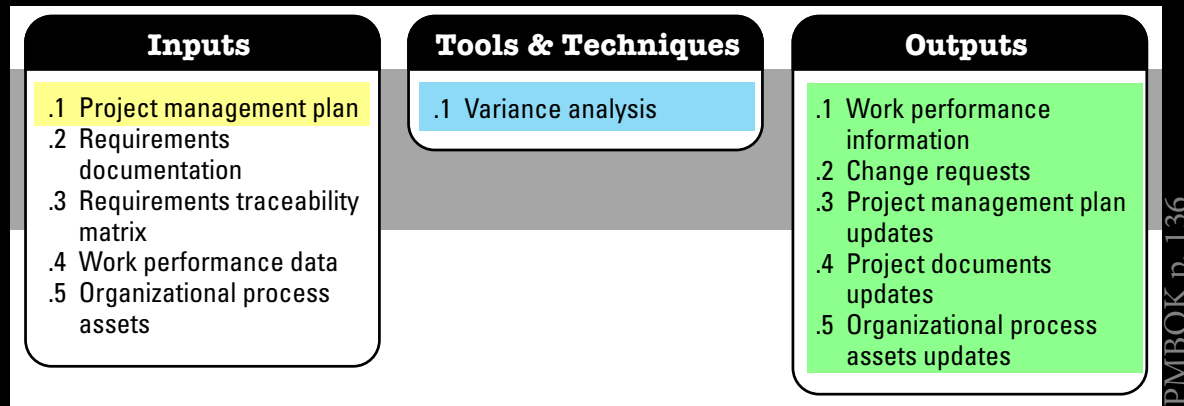 Inputs
.1 Project management plan
.2 Requirements
documentation
.3 Requirements traceability
matrix
.4 Work performance data
.5 Organizational process
assets
Tools & Techniques
.1 Variance analysis
Outputs
.1 Work performance
information
.2 Change requests
.3 Project management plan
updates
.4 Project documents
updates
.5 Organizational process
assets updates
PMBOK p. 136